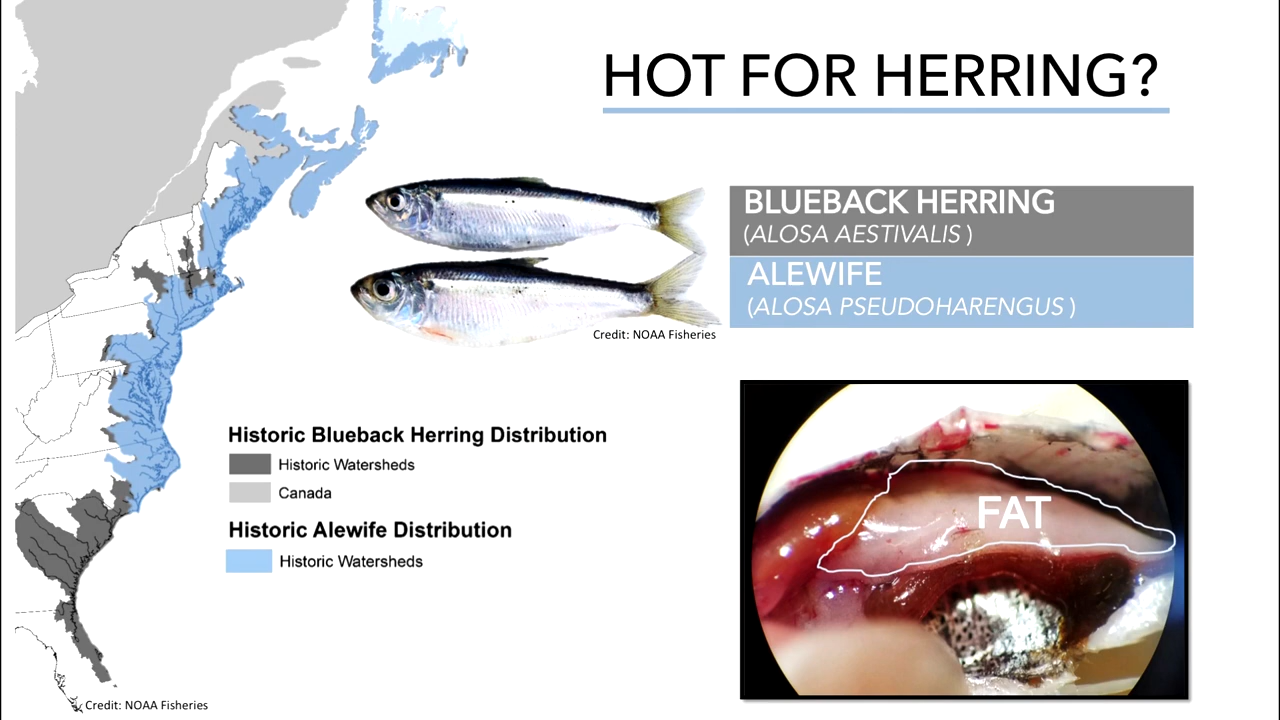 HOT FOR HERRING?
BLUEBACK HERRING
(ALOSA AESTIVALIS )
ALEWIFE
(ALOSA PSEUDOHARENGUS )
Credit: NOAA Fisheries
Historic Blueback Herring Distribution
Historic Watersheds
Canada
Historic Alewife Distribution
Historic Watersheds
FAT
Credit: NOAA Fisheries